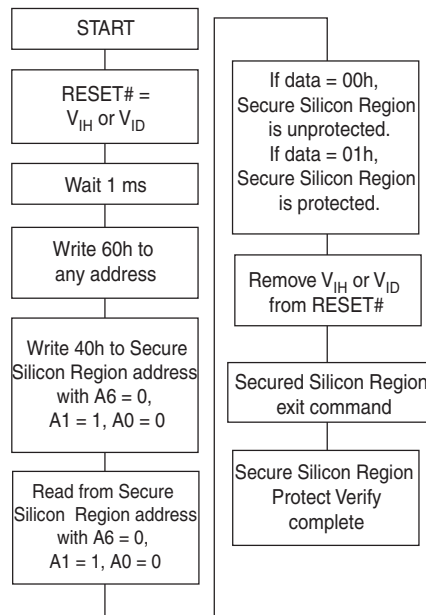 START
RESET# =
V_IH or V_ID
Wait 1 ms
Write 60h to
any address
Write 40h to Secure
Silicon Region address
with A6 = 0,
A1 = 1, A0 = 0
Read from Secure
Silicon Region address
with A6 = 0,
A1 = 1, A0 = 0
If data = 00h,
Secure Silicon Region
is unprotected.
If data = 01h,
Secure Silicon Region
is protected.
Remove V_IH or V_ID
from RESET#
Secured Silicon Region
exit command
Secure Silicon Region
Protect Verify
complete